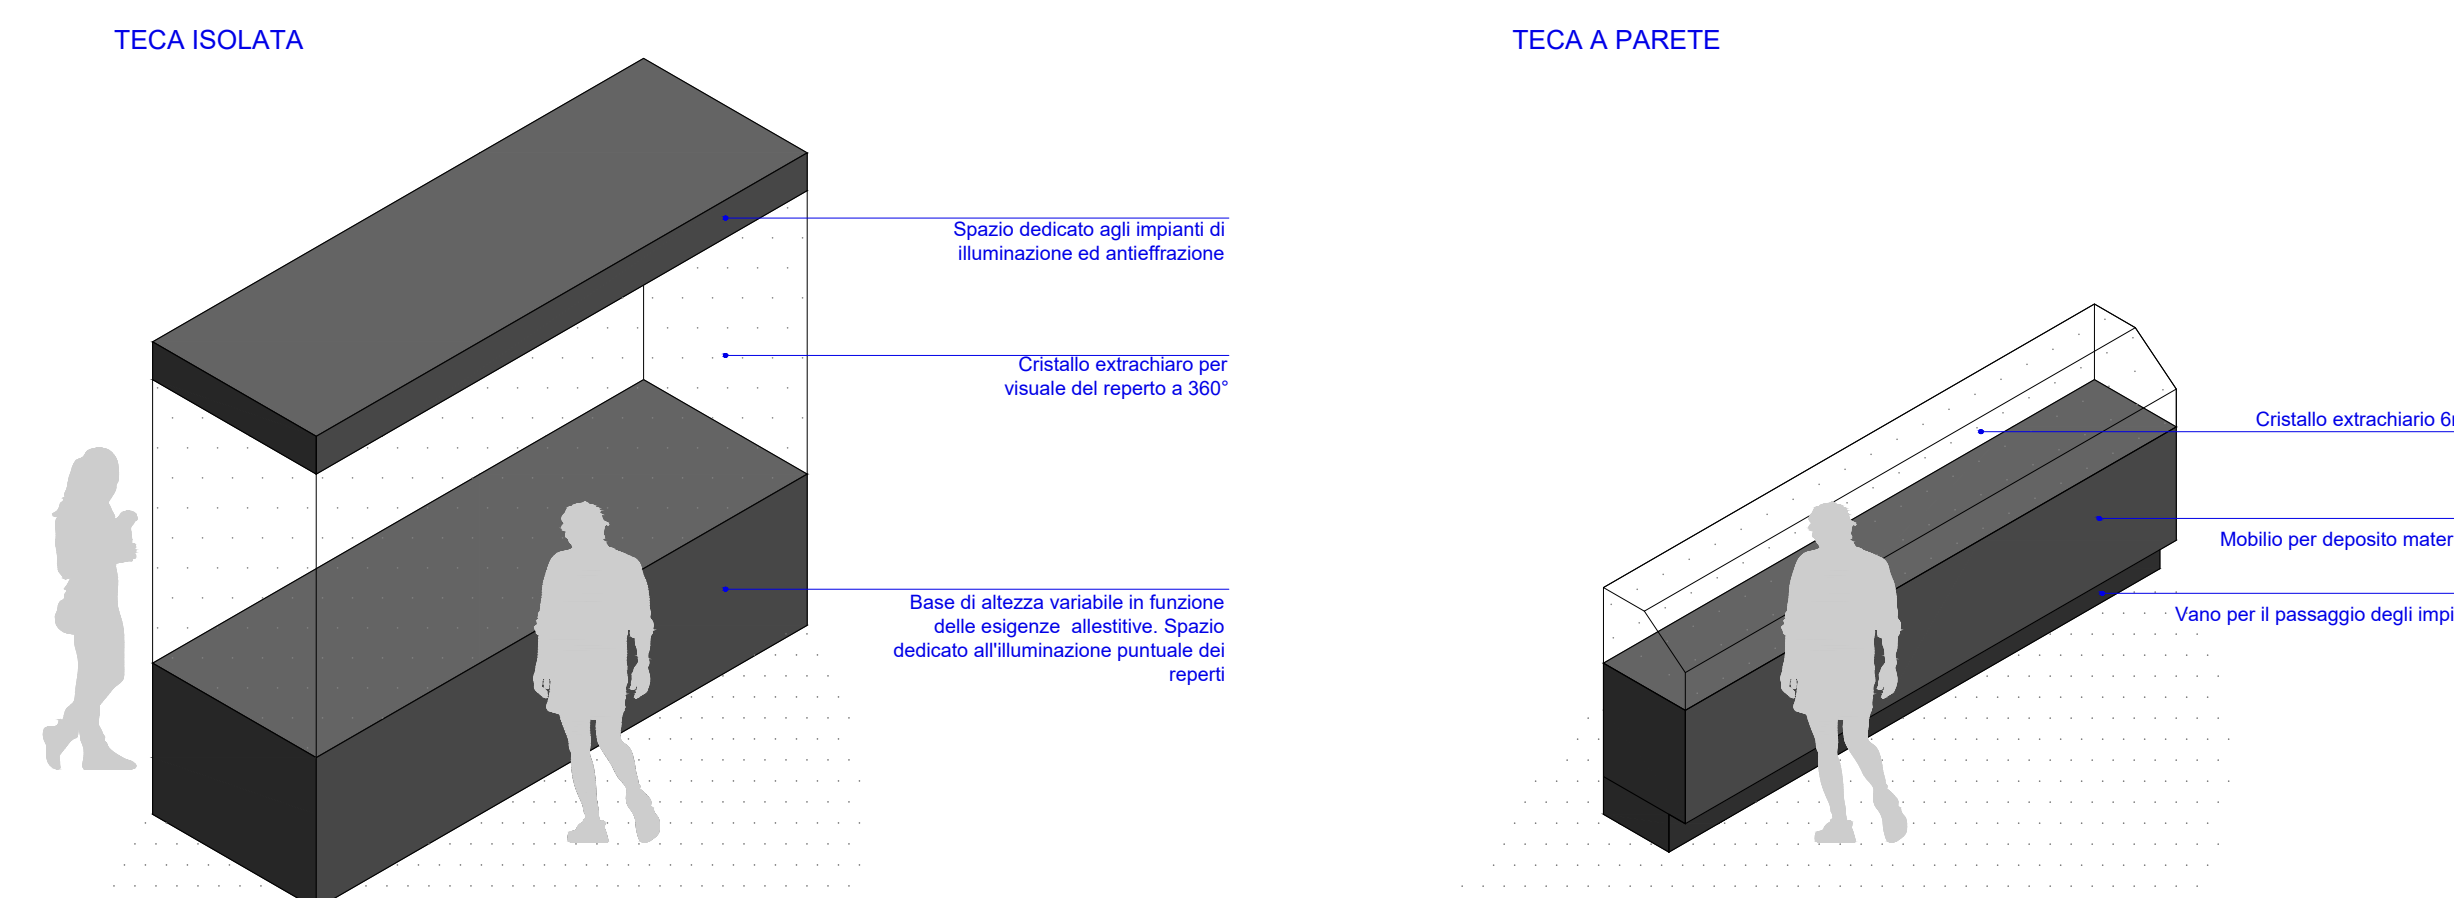 TECA ISOLATA
Spazio dedicato agli impianti di
illuminazione ed antieffrazione
Cristallo extrachiaro per
visuale del reperto a 360°
Base di altezza variabile in funzione
delle esigenze allestitive. Spazio
dedicato all'illuminazione puntuale dei
reperti
TECA A PARETE
Cristallo extrachiario
Mobilio per deposito
Vano per il passaggio degli